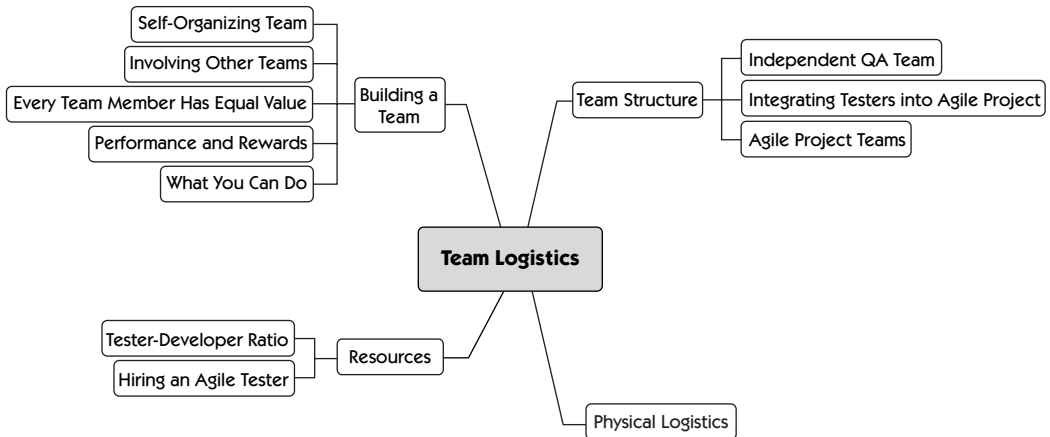 Self-Organizing Team
Involving Other Teams
Every Team Member Has Equal Value
Performance and Rewards
What You Can Do
Building a
Team
Team Structure
Independent QA Team
Integrating Testers into Agile Project
Agile Project Teams
Team Logistics
Tester-Developer Ratio
Hiring an Agile Tester
Resources
Physical Logistics